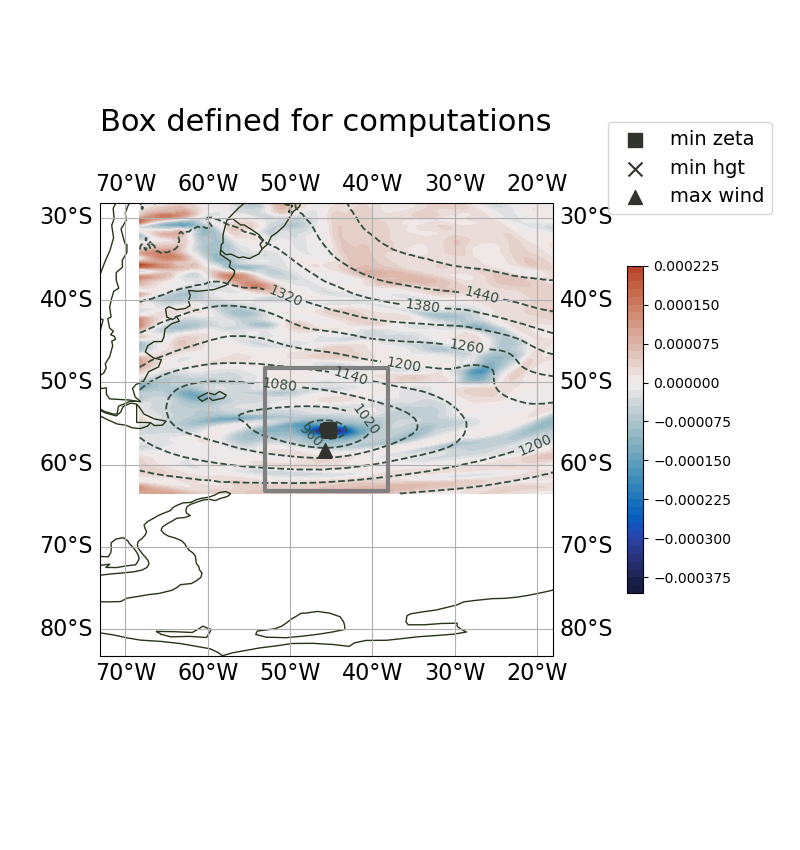 Box defined for computations
min zeta
min hgt
max wind
70°W 60°W 50°W 40°W 30°W 20°W
30°S 30°S
40°S 40°S
50°S 50°S
60°S 60°S
70°S 70°S
80°S 80°S
70°W 60°W 50°W 40°W 30°W 20°W
1320
1380
1440
1260
1200
1140
1080
1020
960
1200
0.000225
0.000150
0.000075
0.000000
−0.000075
−0.000150
−0.000225
−0.000300
−0.000375